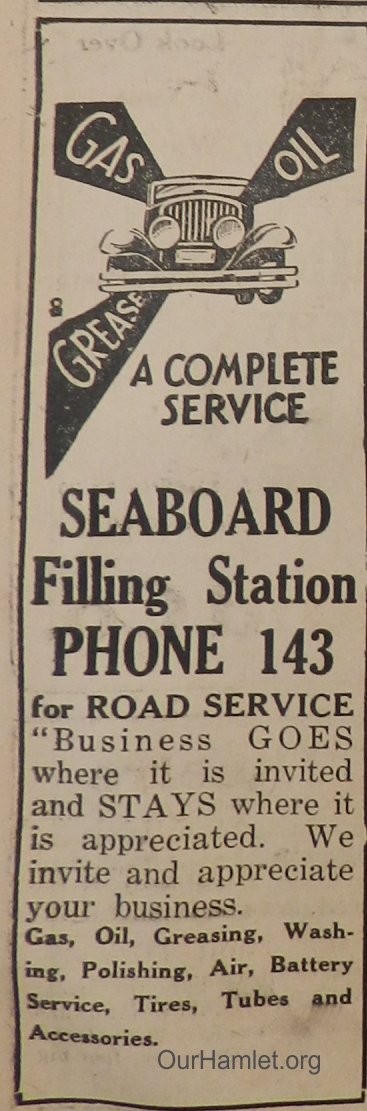 GAS
OIL
GREASE
A COMPLETE
SERVICE
SEABOARD
Filling Station
PHONE 143
for ROAD SERVICE
"Business GOES
where it is invited
and STAYS where it
is appreciated. We
invite and appreciate
your business.
Gas, Oil, Greasing, Wash-
ing, Polishing, Air, Battery
Service, Tires, Tubes and
Accessories.
OurHamlet.org